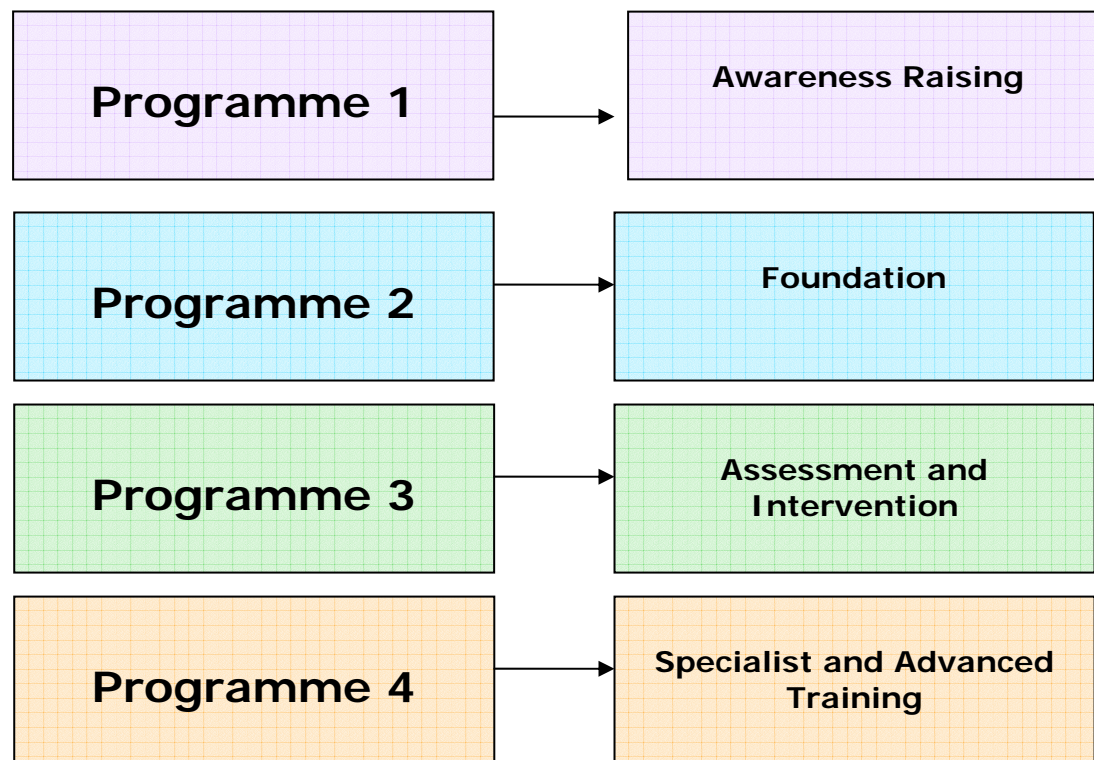 Programme 1
Awareness Raising
Programme 2
Foundation
Programme 3
Assessment and
Intervention
Programme 4
Specialist and Advanced
Training